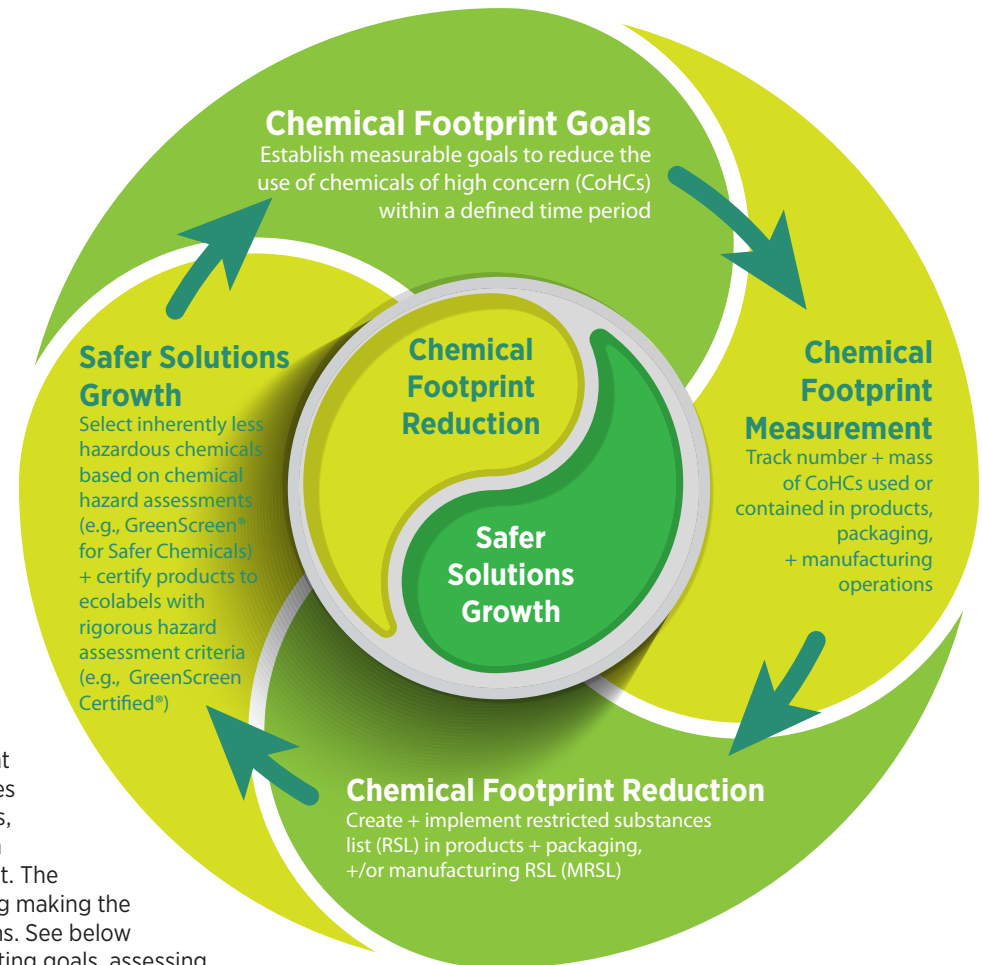 Chemical Footprint Goals
Establish measurable goals to reduce the
use of chemicals of high concern (CoHCs)
within a defined time period
Chemical
Footprint
Measurement
Track number + mass
of CoHCs used or
contained in products,
packaging,
+ manufacturing
operations
Chemical Footprint Reduction
Create + implement restricted substances
list (RSL) in products + packaging,
+/or manufacturing RSL (MRSL)
Safer Solutions
Growth
Select inherently less
hazardous chemicals
based on chemical
hazard assessments
(e.g., GreenScreen®
for Safer Chemicals)
+ certify products to
ecolabels with
rigorous hazard
assessment criteria
(e.g., GreenScreen
Certified®)
Chemical
Footprint
Reduction
Safer
Solutions
Growth
t. The
making the
See below
goals, assessing